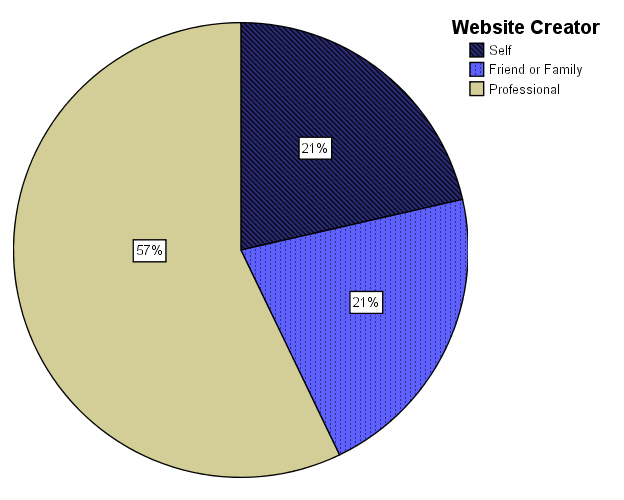 Website Creator
Self
Friend or Family
Professional
21%
57%
21%